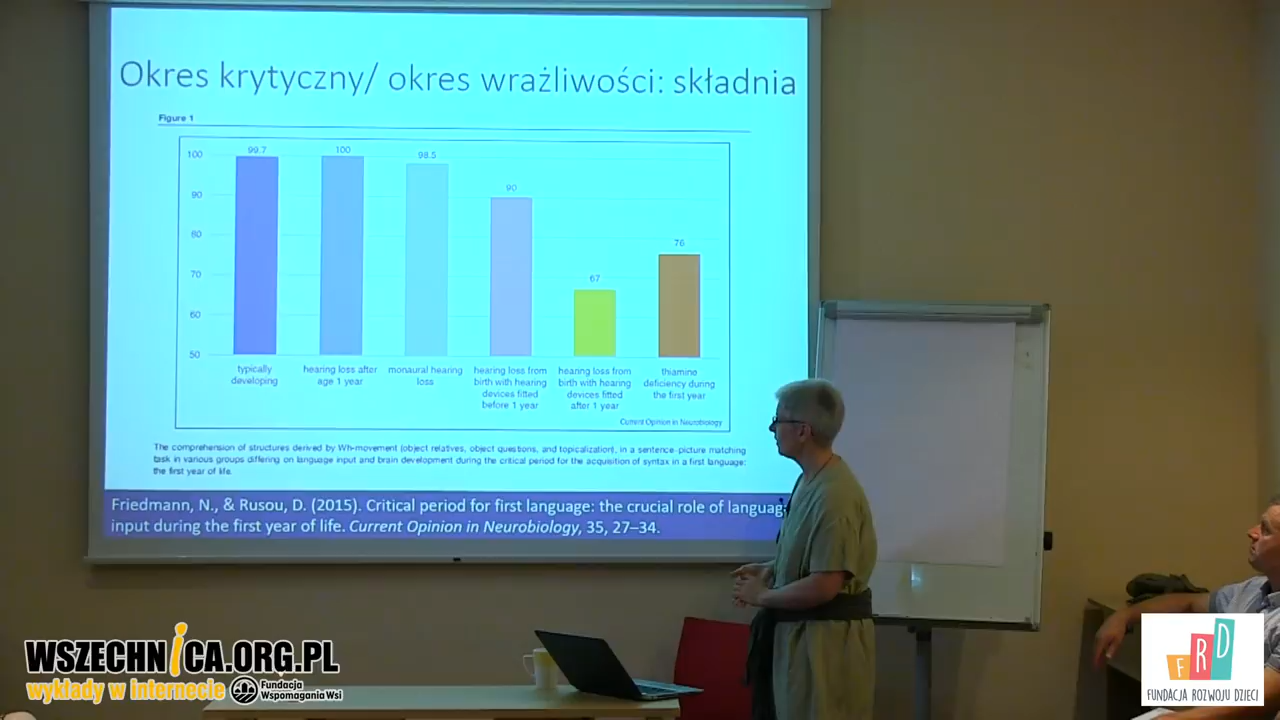 Okres krytyczny/ okres wrażliwości: składnia
Figure 1
100
90
80
70
60
50
99.7
100
98.5
90
67
76
typically
developing
hearing loss after
age 1 year
monaural hearing
loss
hearing loss from
birth with hearing
devices fitted
before 1 year
hearing loss from
birth with hearing
devices fitted
after 1 year
thiamine
deficiency during
the first year
Current Opinion in Neurobiology
The comprehension of structures derived by Wh-movement (object relatives, object questions, and topicalization), in a sentence-picture matching
task in various groups differing on language input and brain development during the critical period for the acquisition of syntax in a first language:
the first year of life.
Friedmann, N., & Rusou, D. (2015). Critical period for first language: the crucial role of languag
input during the first year of life. Current Opinion in Neurobiology, 35, 27–34.
WSZECHNiCA.ORG.PL
wykłady w internecie
Fundacja
Wspomagania Wsi
FRD
FUNDACJA ROZWOJU DZIECI